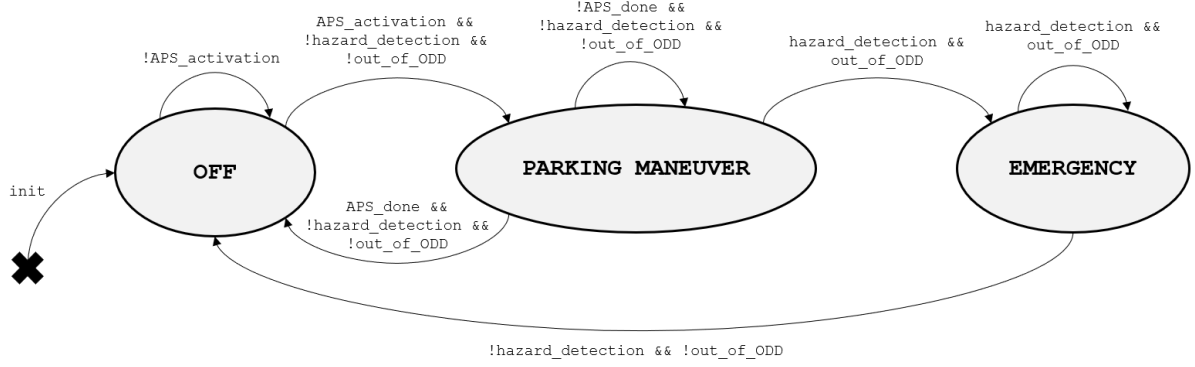 APS_activation &&
!hazard_detection &&
!out_of_ODD
!APS_done &&
!hazard_detection &&
!out_of_ODD
hazard_detection &&
out_of_ODD
hazard_detection &&
out_of_ODD
!APS_activation
OFF
PARKING MANEUVER
EMERGENCY
init
APS_done &&
!hazard_detection &&
!out_of_ODD
!hazard_detection && !out_of_ODD